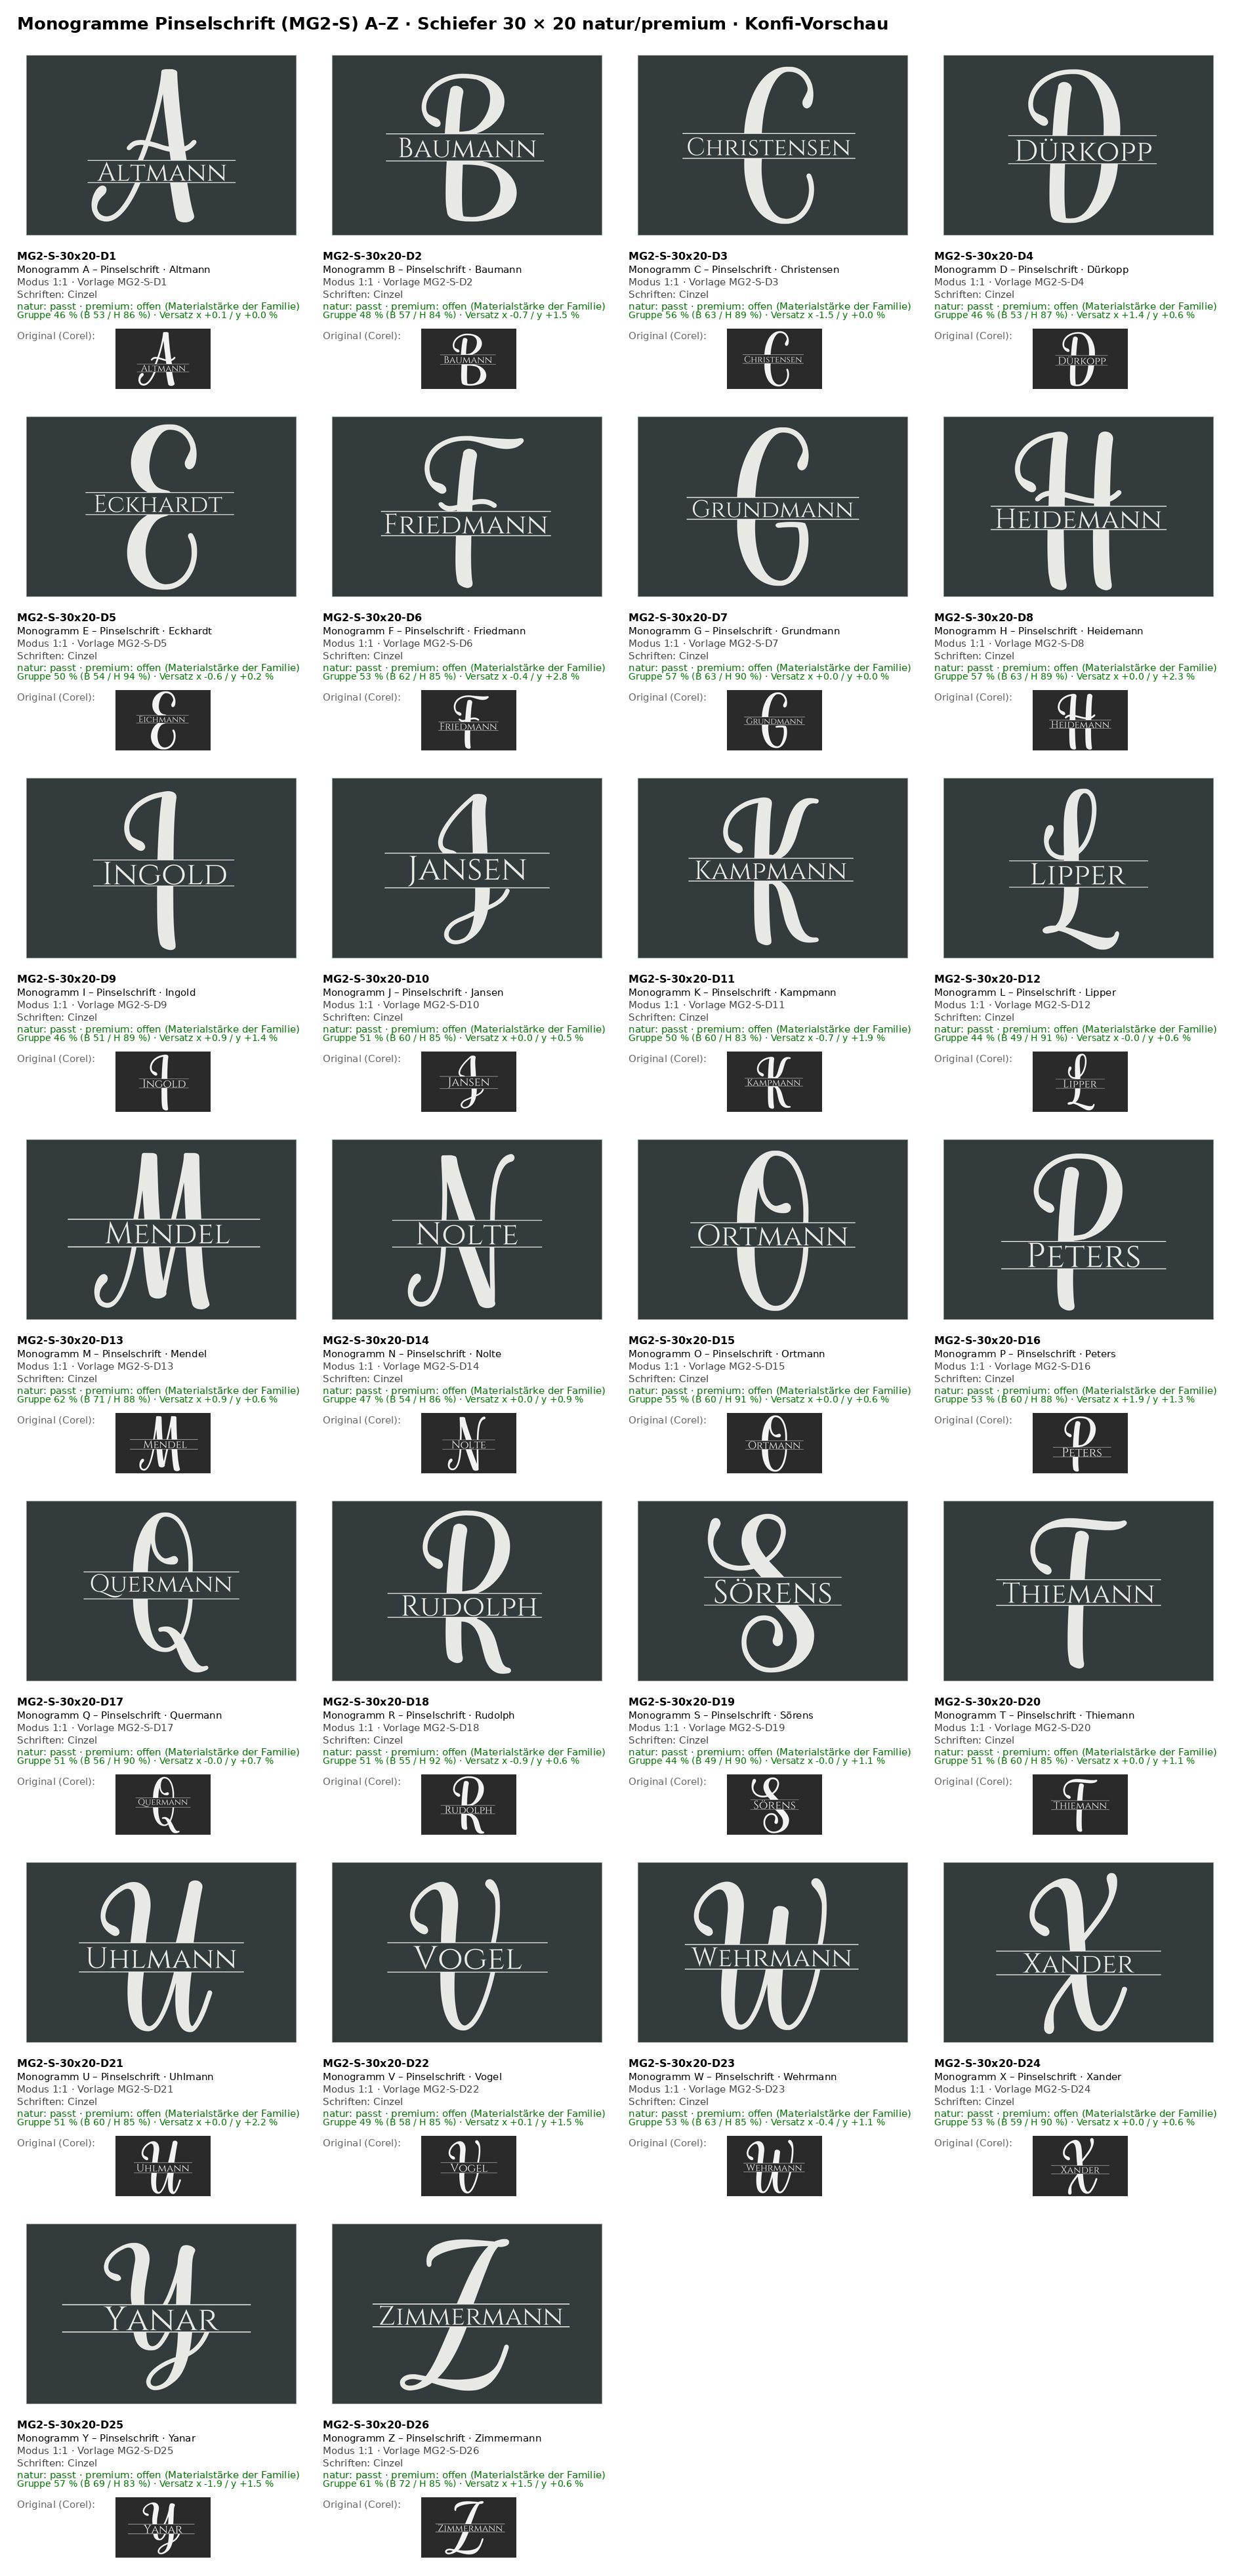 Monogramme Pinselschrift (MG2-S) A–Z · Schiefer 30 × 20 natur/premium · Konfi-Vorschau
A
ALTMANN
MG2-S-30x20-D1
Monogramm A – Pinselschrift · Altmann
Modus 1:1 · Vorlage MG2-S-D1
Schriften: Cinzel
natur: passt · premium: offen (Materialstärke der Familie)
Gruppe 46 % (B 53 / H 86 %) · Versatz x +0.1 / y +0.0 %
Original (Corel):
A
ALTMANN
B
BAUMANN
MG2-S-30x20-D2
Monogramm B – Pinselschrift · Baumann
Modus 1:1 · Vorlage MG2-S-D2
Schriften: Cinzel
natur: passt · premium: offen (Materialstärke der Familie)
Gruppe 48 % (B 57 / H 84 %) · Versatz x -0.7 / y +1.5 %
Original (Corel):
B
BAUMANN
C
CHRISTENSEN
MG2-S-30x20-D3
Monogramm C – Pinselschrift · Christensen
Modus 1:1 · Vorlage MG2-S-D3
Schriften: Cinzel
natur: passt · premium: offen (Materialstärke der Familie)
Gruppe 56 % (B 63 / H 89 %) · Versatz x -1.5 / y +0.0 %
Original (Corel):
C
CHRISTENSEN
D
DÜRKOPP
MG2-S-30x20-D4
Monogramm D – Pinselschrift · Dürkopp
Modus 1:1 · Vorlage MG2-S-D4
Schriften: Cinzel
natur: passt · premium: offen (Materialstärke der Familie)
Gruppe 46 % (B 53 / H 87 %) · Versatz x +1.4 / y +0.6 %
Original (Corel):
D
DÜRKOPP
E
ECKHARDT
MG2-S-30x20-D5
Monogramm E – Pinselschrift · Eckhardt
Modus 1:1 · Vorlage MG2-S-D5
Schriften: Cinzel
natur: passt · premium: offen (Materialstärke der Familie)
Gruppe 50 % (B 54 / H 94 %) · Versatz x -0.6 / y +0.2 %
Original (Corel):
E
EICHMANN
F
FRIEDMANN
MG2-S-30x20-D6
Monogramm F – Pinselschrift · Friedmann
Modus 1:1 · Vorlage MG2-S-D6
Schriften: Cinzel
natur: passt · premium: offen (Materialstärke der Familie)
Gruppe 53 % (B 62 / H 85 %) · Versatz x -0.4 / y +2.8 %
Original (Corel):
F
FRIEDMANN
G
GRUNDMANN
MG2-S-30x20-D7
Monogramm G – Pinselschrift · Grundmann
Modus 1:1 · Vorlage MG2-S-D7
Schriften: Cinzel
natur: passt · premium: offen (Materialstärke der Familie)
Gruppe 57 % (B 63 / H 90 %) · Versatz x +0.0 / y +0.0 %
Original (Corel):
G
GRUNDMANN
H
HEIDEMANN
MG2-S-30x20-D8
Monogramm H – Pinselschrift · Heidemann
Modus 1:1 · Vorlage MG2-S-D8
Schriften: Cinzel
natur: passt · premium: offen (Materialstärke der Familie)
Gruppe 57 % (B 63 / H 89 %) · Versatz x +0.0 / y +2.3 %
Original (Corel):
H
HEIDEMANN
I
INGOLD
MG2-S-30x20-D9
Monogramm I – Pinselschrift · Ingold
Modus 1:1 · Vorlage MG2-S-D9
Schriften: Cinzel
natur: passt · premium: offen (Materialstärke der Familie)
Gruppe 46 % (B 51 / H 89 %) · Versatz x +0.9 / y +1.4 %
Original (Corel):
I
INGOLD
J
JANSEN
MG2-S-30x20-D10
Monogramm J – Pinselschrift · Jansen
Modus 1:1 · Vorlage MG2-S-D10
Schriften: Cinzel
natur: passt · premium: offen (Materialstärke der Familie)
Gruppe 51 % (B 60 / H 85 %) · Versatz x +0.0 / y +0.5 %
Original (Corel):
J
JANSEN
K
KAMPMANN
MG2-S-30x20-D11
Monogramm K – Pinselschrift · Kampmann
Modus 1:1 · Vorlage MG2-S-D11
Schriften: Cinzel
natur: passt · premium: offen (Materialstärke der Familie)
Gruppe 50 % (B 60 / H 83 %) · Versatz x -0.7 / y +1.9 %
Original (Corel):
K
KAMPMANN
L
LIPPER
MG2-S-30x20-D12
Monogramm L – Pinselschrift · Lipper
Modus 1:1 · Vorlage MG2-S-D12
Schriften: Cinzel
natur: passt · premium: offen (Materialstärke der Familie)
Gruppe 44 % (B 49 / H 91 %) · Versatz x -0.0 / y +0.6 %
Original (Corel):
L
LIPPER
M
MENDEL
MG2-S-30x20-D13
Monogramm M – Pinselschrift · Mendel
Modus 1:1 · Vorlage MG2-S-D13
Schriften: Cinzel
natur: passt · premium: offen (Materialstärke der Familie)
Gruppe 62 % (B 71 / H 88 %) · Versatz x +0.9 / y +0.6 %
Original (Corel):
M
MENDEL
N
NOLTE
MG2-S-30x20-D14
Monogramm N – Pinselschrift · Nolte
Modus 1:1 · Vorlage MG2-S-D14
Schriften: Cinzel
natur: passt · premium: offen (Materialstärke der Familie)
Gruppe 47 % (B 54 / H 86 %) · Versatz x +0.0 / y +0.9 %
Original (Corel):
N
NOLTE
O
ORTMANN
MG2-S-30x20-D15
Monogramm O – Pinselschrift · Ortmann
Modus 1:1 · Vorlage MG2-S-D15
Schriften: Cinzel
natur: passt · premium: offen (Materialstärke der Familie)
Gruppe 55 % (B 60 / H 91 %) · Versatz x +0.0 / y +0.6 %
Original (Corel):
O
ORTMANN
P
PETERS
MG2-S-30x20-D16
Monogramm P – Pinselschrift · Peters
Modus 1:1 · Vorlage MG2-S-D16
Schriften: Cinzel
natur: passt · premium: offen (Materialstärke der Familie)
Gruppe 53 % (B 60 / H 88 %) · Versatz x +1.9 / y +1.3 %
Original (Corel):
P
PETERS
Q
QUERMANN
MG2-S-30x20-D17
Monogramm Q – Pinselschrift · Quermann
Modus 1:1 · Vorlage MG2-S-D17
Schriften: Cinzel
natur: passt · premium: offen (Materialstärke der Familie)
Gruppe 51 % (B 56 / H 90 %) · Versatz x -0.0 / y +0.7 %
Original (Corel):
Q
QUERMANN
R
RUDOLPH
MG2-S-30x20-D18
Monogramm R – Pinselschrift · Rudolph
Modus 1:1 · Vorlage MG2-S-D18
Schriften: Cinzel
natur: passt · premium: offen (Materialstärke der Familie)
Gruppe 51 % (B 55 / H 92 %) · Versatz x -0.9 / y +0.6 %
Original (Corel):
R
RUDOLPH
S
SÖRENS
MG2-S-30x20-D19
Monogramm S – Pinselschrift · Sörens
Modus 1:1 · Vorlage MG2-S-D19
Schriften: Cinzel
natur: passt · premium: offen (Materialstärke der Familie)
Gruppe 44 % (B 49 / H 90 %) · Versatz x -0.0 / y +1.1 %
Original (Corel):
S
SÖRENS
T
THIEMANN
MG2-S-30x20-D20
Monogramm T – Pinselschrift · Thiemann
Modus 1:1 · Vorlage MG2-S-D20
Schriften: Cinzel
natur: passt · premium: offen (Materialstärke der Familie)
Gruppe 51 % (B 60 / H 85 %) · Versatz x +0.0 / y +1.1 %
Original (Corel):
T
THIEMANN
U
UHLMANN
MG2-S-30x20-D21
Monogramm U – Pinselschrift · Uhlmann
Modus 1:1 · Vorlage MG2-S-D21
Schriften: Cinzel
natur: passt · premium: offen (Materialstärke der Familie)
Gruppe 51 % (B 60 / H 85 %) · Versatz x +0.0 / y +2.2 %
Original (Corel):
U
UHLMANN
V
VOGEL
MG2-S-30x20-D22
Monogramm V – Pinselschrift · Vogel
Modus 1:1 · Vorlage MG2-S-D22
Schriften: Cinzel
natur: passt · premium: offen (Materialstärke der Familie)
Gruppe 49 % (B 58 / H 85 %) · Versatz x +0.1 / y +1.5 %
Original (Corel):
V
VOGEL
W
WEHRMANN
MG2-S-30x20-D23
Monogramm W – Pinselschrift · Wehrmann
Modus 1:1 · Vorlage MG2-S-D23
Schriften: Cinzel
natur: passt · premium: offen (Materialstärke der Familie)
Gruppe 53 % (B 63 / H 85 %) · Versatz x -0.4 / y +1.1 %
Original (Corel):
W
WEHRMANN
X
XANDER
MG2-S-30x20-D24
Monogramm X – Pinselschrift · Xander
Modus 1:1 · Vorlage MG2-S-D24
Schriften: Cinzel
natur: passt · premium: offen (Materialstärke der Familie)
Gruppe 53 % (B 59 / H 90 %) · Versatz x +0.0 / y +0.6 %
Original (Corel):
X
XANDER
Y
YANAR
MG2-S-30x20-D25
Monogramm Y – Pinselschrift · Yanar
Modus 1:1 · Vorlage MG2-S-D25
Schriften: Cinzel
natur: passt · premium: offen (Materialstärke der Familie)
Gruppe 57 % (B 69 / H 83 %) · Versatz x -1.9 / y +1.5 %
Original (Corel):
Y
YANAR
Z
ZIMMERMANN
MG2-S-30x20-D26
Monogramm Z – Pinselschrift · Zimmermann
Modus 1:1 · Vorlage MG2-S-D26
Schriften: Cinzel
natur: passt · premium: offen (Materialstärke der Familie)
Gruppe 61 % (B 72 / H 85 %) · Versatz x +1.5 / y +0.6 %
Original (Corel):
Z
ZIMMERMANN